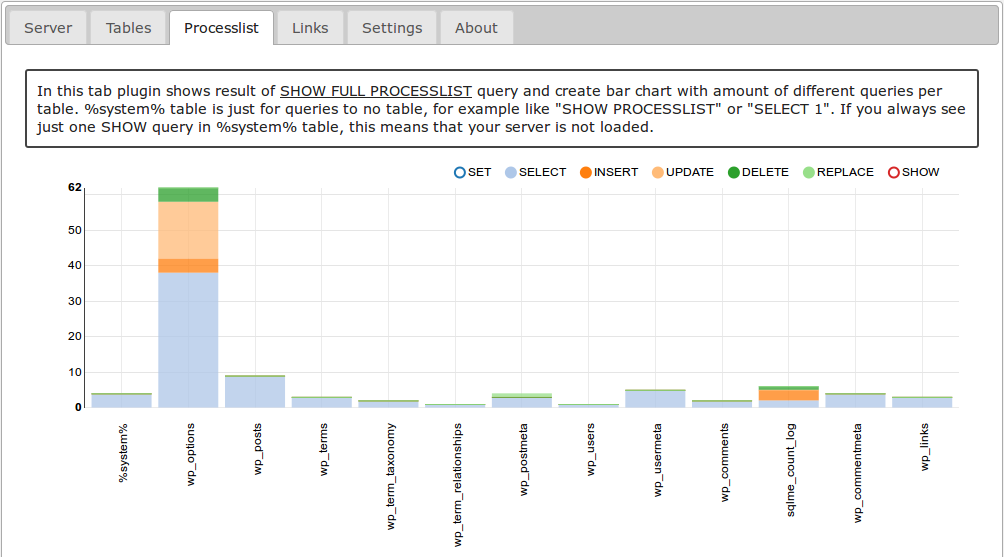 Server Tables Processlist Links Settings About
In this tab plugin shows result of SHOW FULL PROCESSLIST query and create bar chart with amount of different queries per
table. %system% table is just for queries to no table, for example like "SHOW PROCESSLIST" or "SELECT 1". If you always see
just one SHOW query in %system% table, this means that your server is not loaded.
SET SELECT INSERT UPDATE DELETE REPLACE SHOW
62
50
40
30
20
10
0
%system%
wp_options
wp_posts
wp_terms
wp_term_taxonomy
wp_term_relationships
wp_postmeta
wp_users
wp_usermeta
wp_comments
sqlme_count_log
wp_commentmeta
wp_links